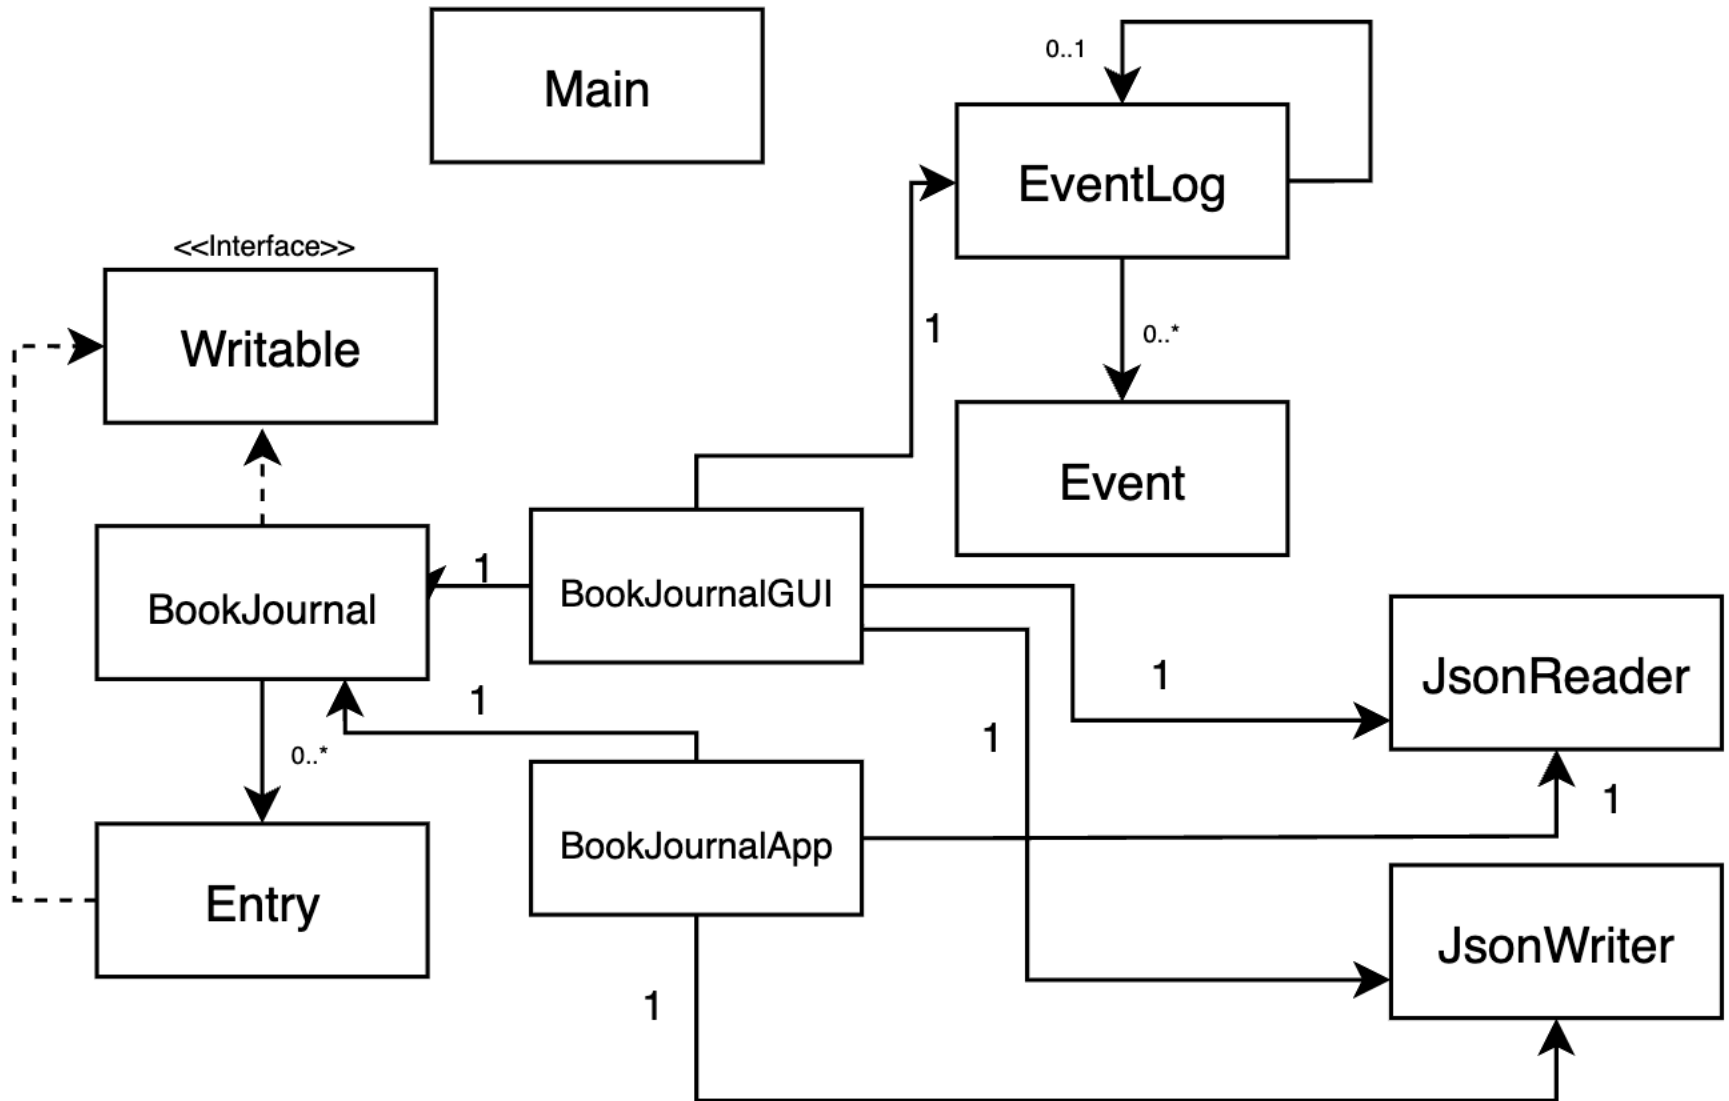 Main
0..1
EventLog
<<Interface>>
Writable
1
0..*
Event
1
BookJournal
BookJournalGUI
1
1
JsonReader
0..*
1
1
BookJournalApp
Entry
JsonWriter
1